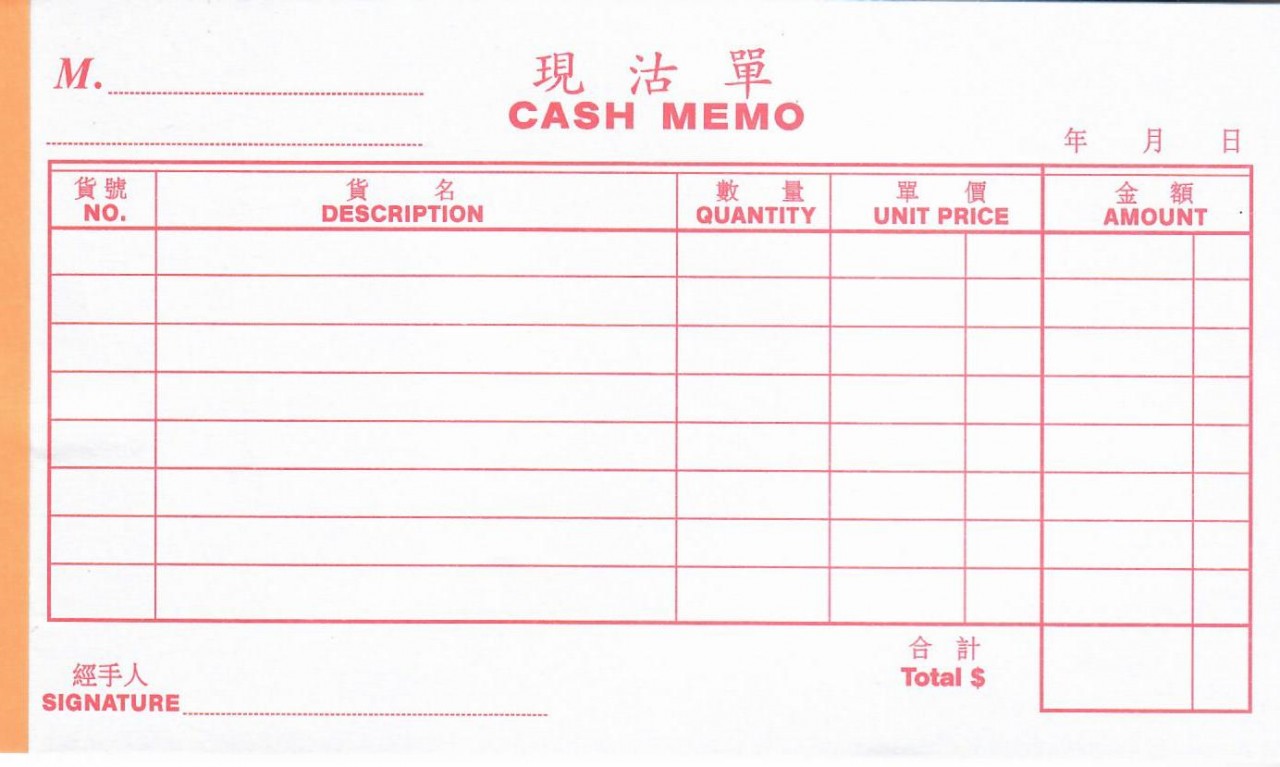 M.
現 沽 單
CASH MEMO
年 月 日
貨號 貨 名 數 量 單 價 金 額
NO. DESCRIPTION QUANTITY UNIT PRICE AMOUNT
合 計
Total $
經手人
SIGNATURE